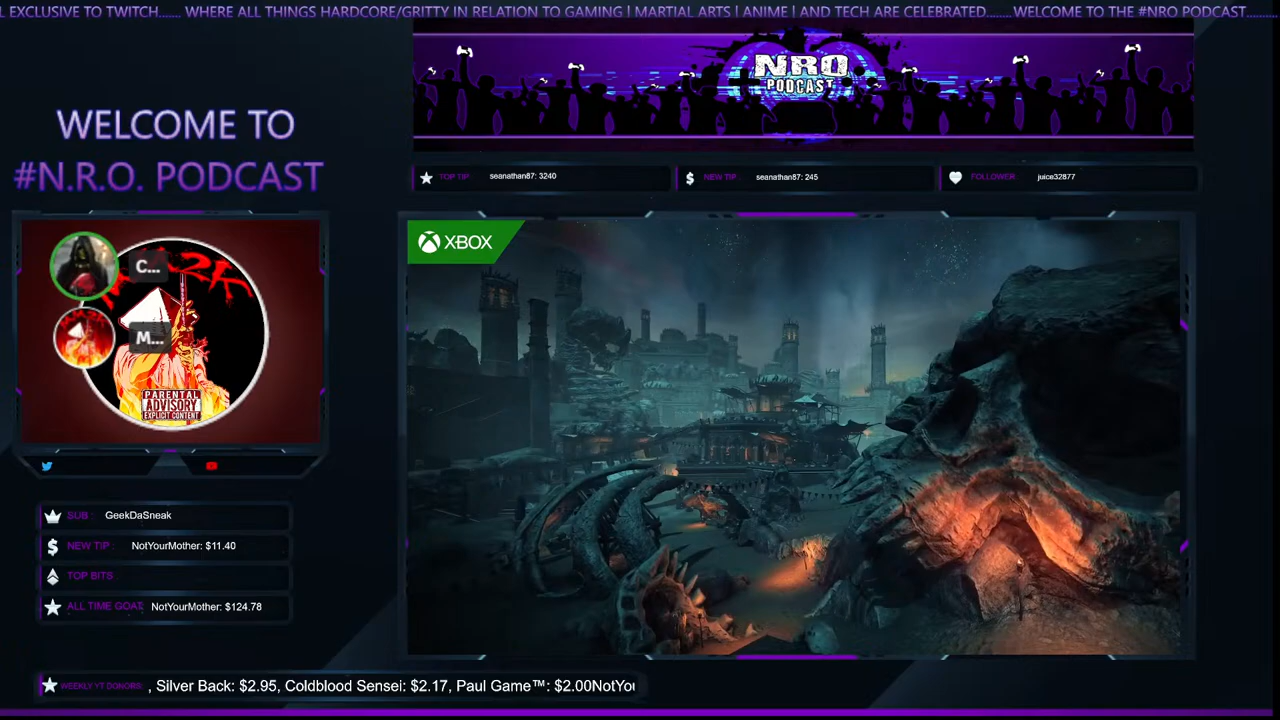 L EXCLUSIVE TO TWITCH...... WHERE ALL THINGS HARDCORE/GRITTY IN RELATION TO GAMING | MARTIAL ARTS | ANIME | AND TECH ARE CELEBRATED....... WELCOME TO THE #NRO PODCAST........
NRO
PODCAST
WELCOME TO
#N.R.O. PODCAST
TOP TIP seanathan87: 3240
NEW TIP: seanathan87: 245
FOLLOWER: juice32877
XBOX
C...
M...
PARENTAL
ADVISORY
EXPLICIT CONTENT
SUB : GeekDaSneak
NEW TIP : NotYourMother: $11.40
TOP BITS
ALL TIME GOAT: NotYourMother: $124.78
WEEKLY YT DONORS: , Silver Back: $2.95, Coldblood Sensei: $2.17, Paul Game™: $2.00NotYou